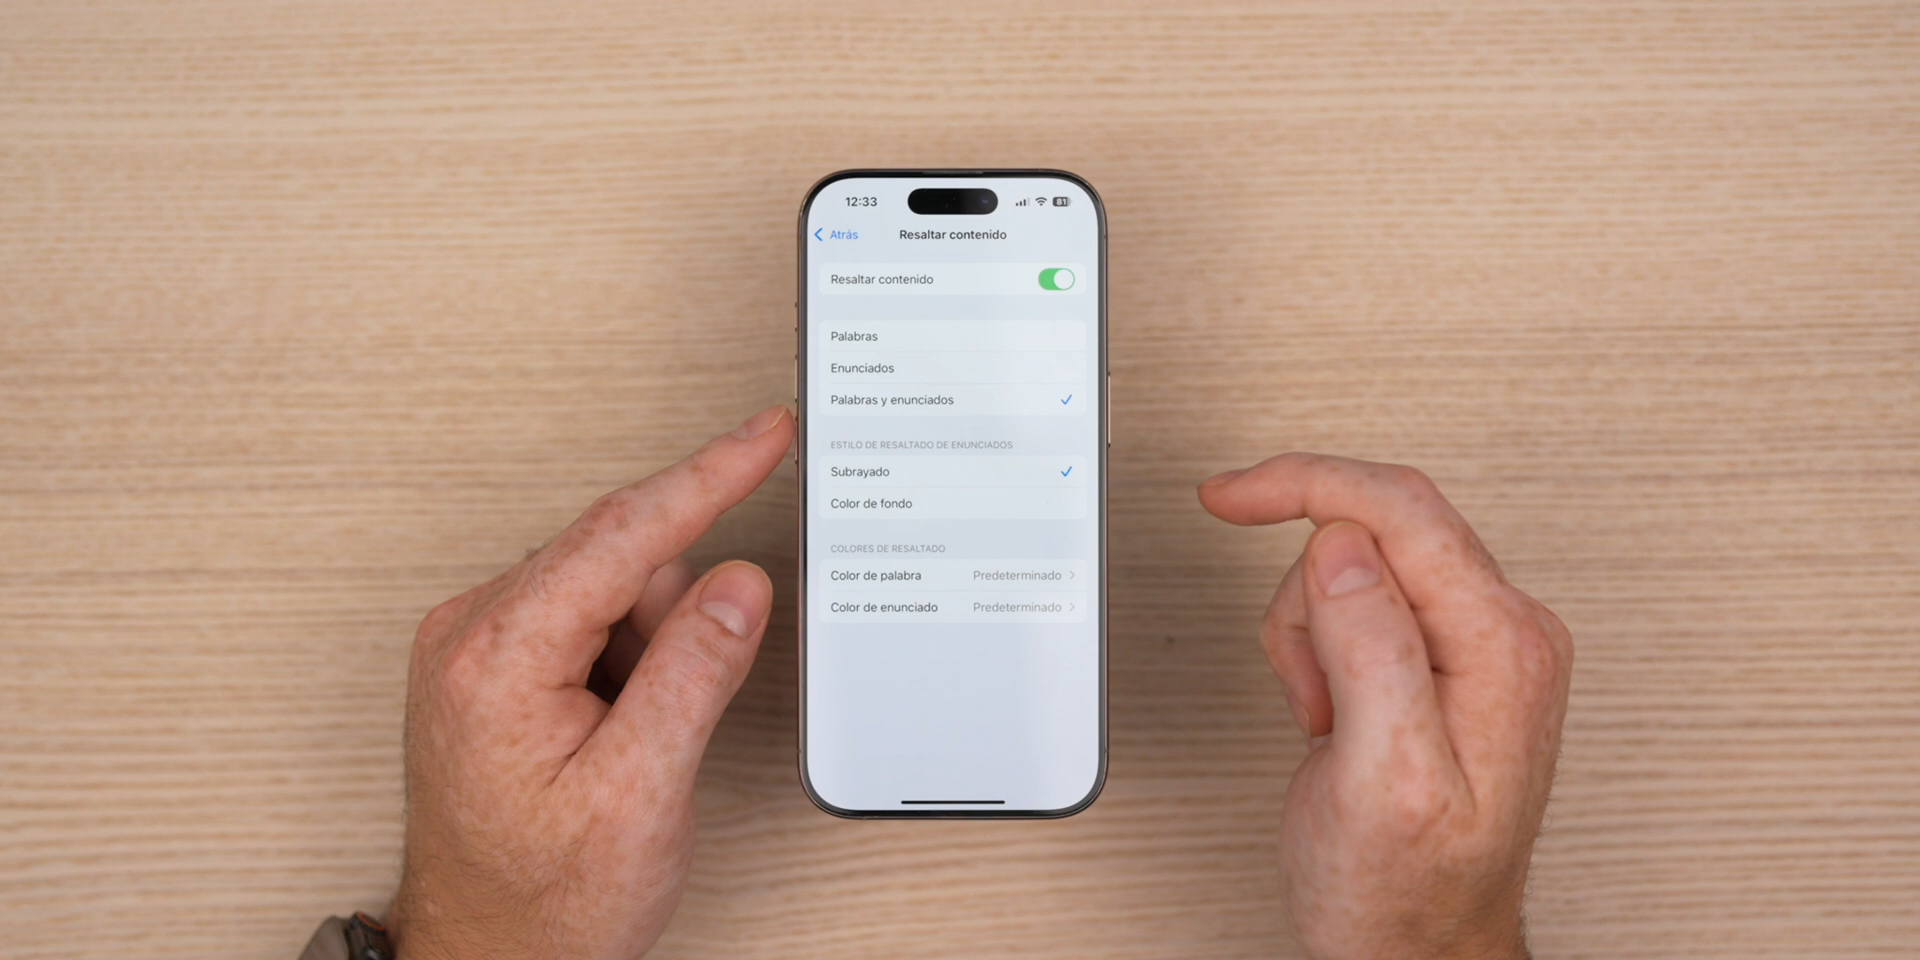 12:33 81
Atrás Resaltar contenido
Resaltar contenido
Palabras
Enunciados
Palabras y enunciados
ESTILO DE RESALTADO DE ENUNCIADOS
Subrayado
Color de fondo
COLORES DE RESALTADO
Color de palabra Predeterminado
Color de enunciado Predeterminado